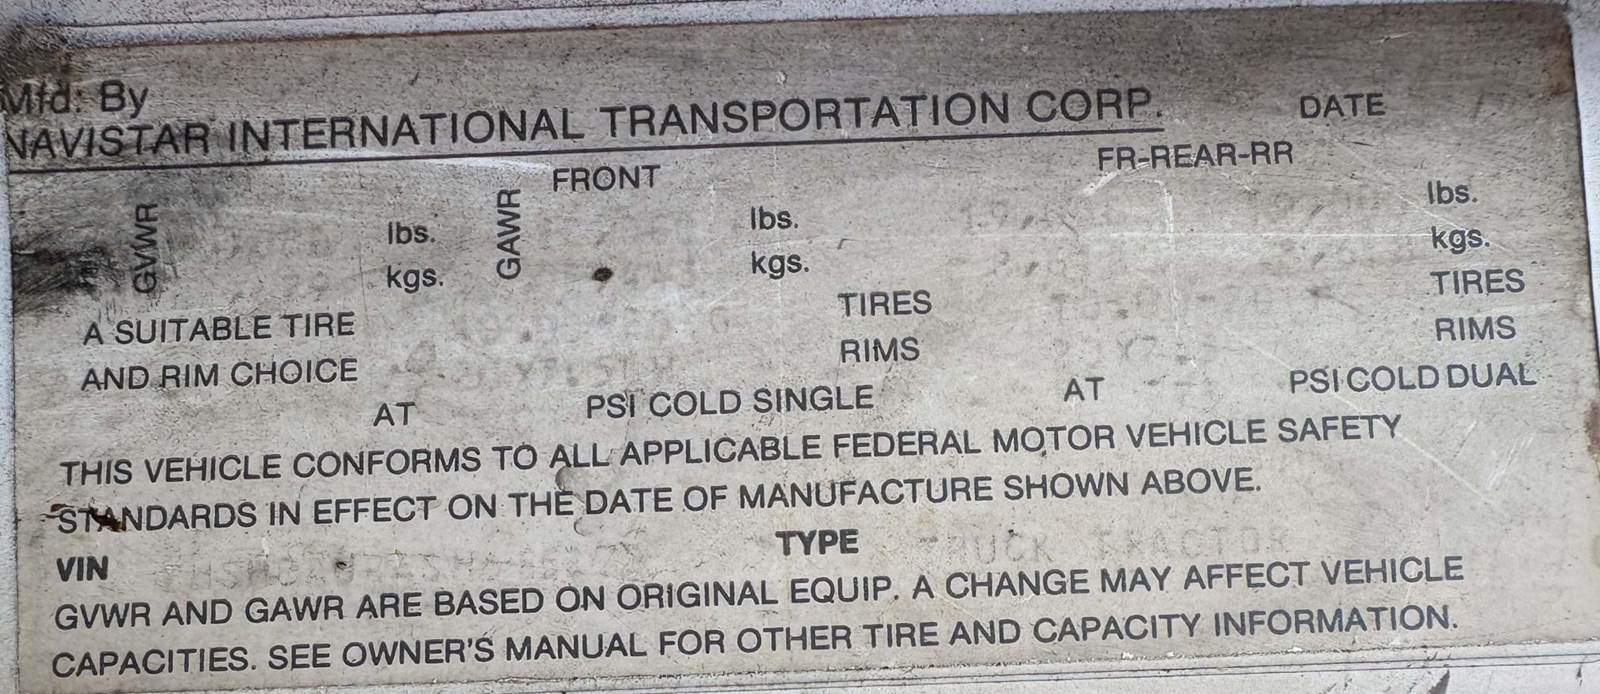 Mfd: By
NAVISTAR INTERNATIONAL TRANSPORTATION CORP. DATE
FRONT FR-REAR-RR
GVWR lbs. GAWR lbs. lbs.
kgs. kgs. kgs.
A SUITABLE TIRE TIRES TIRES
AND RIM CHOICE RIMS RIMS
AT PSI COLD SINGLE AT PSI COLD DUAL
THIS VEHICLE CONFORMS TO ALL APPLICABLE FEDERAL MOTOR VEHICLE SAFETY
STANDARDS IN EFFECT ON THE DATE OF MANUFACTURE SHOWN ABOVE.
VIN TYPE TRUCK TRACTOR
GVWR AND GAWR ARE BASED ON ORIGINAL EQUIP. A CHANGE MAY AFFECT VEHICLE
CAPACITIES. SEE OWNER'S MANUAL FOR OTHER TIRE AND CAPACITY INFORMATION.